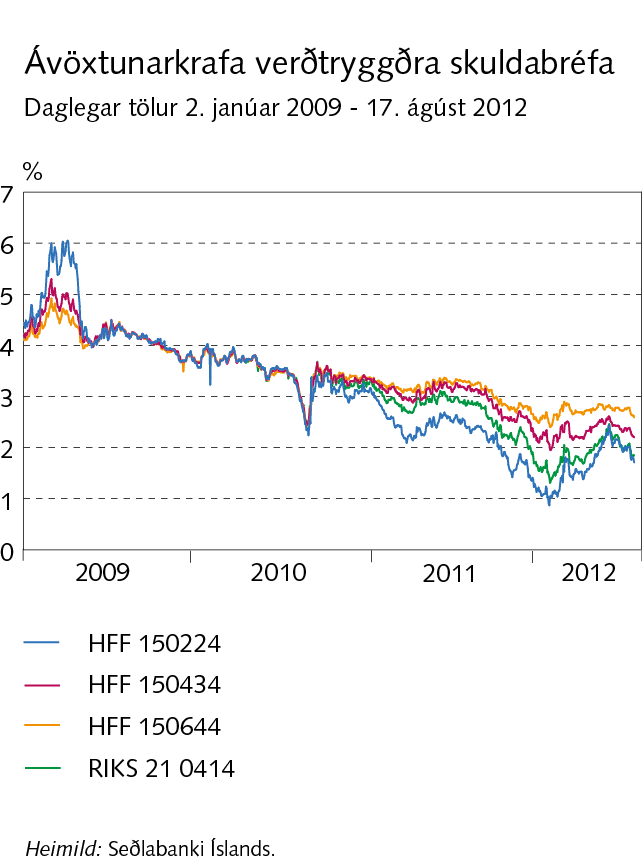 Ávöxtunarkrafa verðtryggðra skuldabréfa
Daglegar tölur 2. janúar 2009 - 17. ágúst 2012
%
7
6
5
4
3
2
1
0
2009 2010 2011 2012
HFF 150224
HFF 150434
HFF 150644
RIKS 21 0414
Heimild: Seðlabanki Íslands.